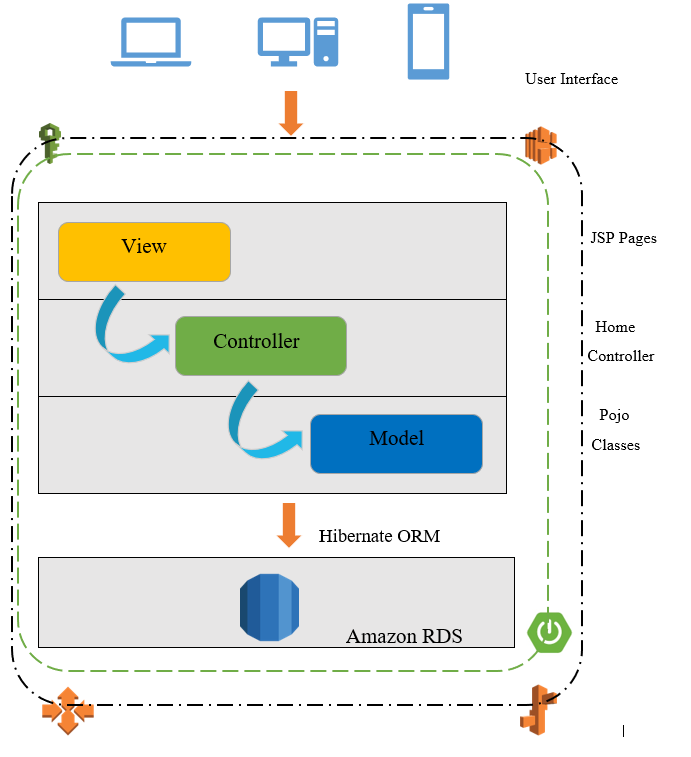 User Interface
View
JSP Pages
Controller
Home
Controller
Model
Pojo
Classes
Hibernate ORM
Amazon RDS